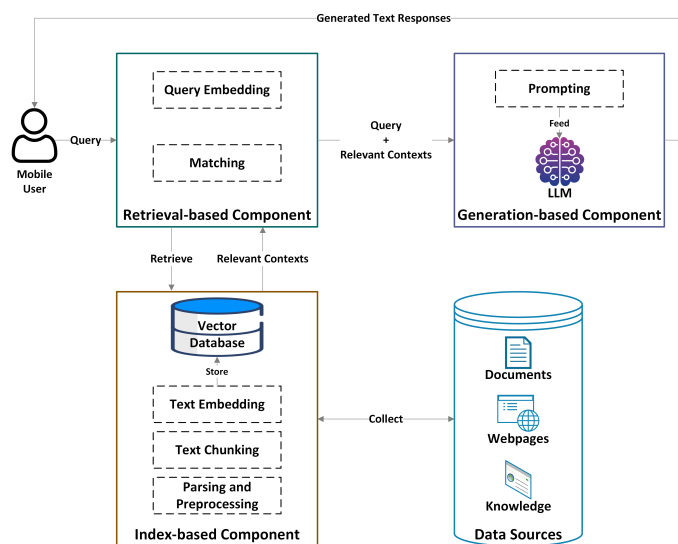 Generated Text Responses
Query Embedding
Matching
Retrieval-based Component
Mobile
User
Query
Query
+
Relevant Contexts
Prompting
Feed
LLM
Generation-based Component
Retrieve
Relevant Contexts
Vector
Database
Store
Text Embedding
Text Chunking
Parsing and
Preprocessing
Index-based Component
Collect
Documents
Webpages
Knowledge
Data Sources